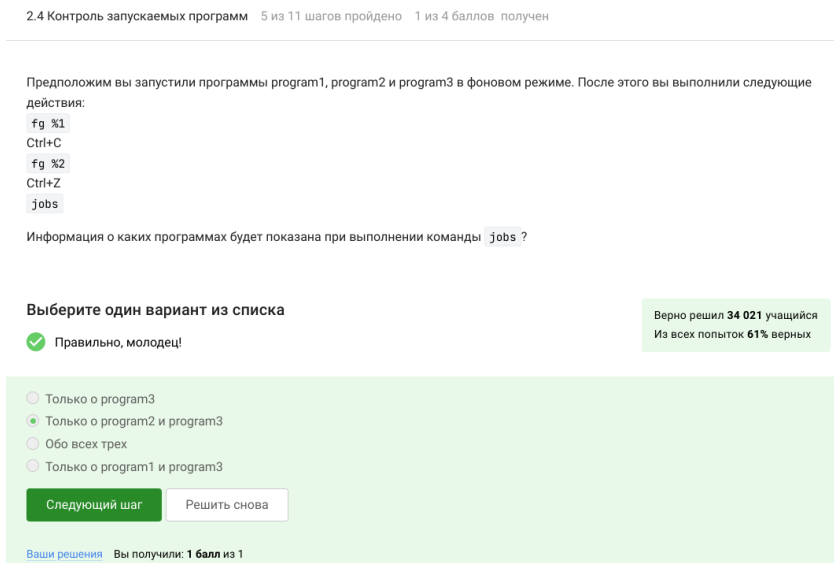 2.4 Контроль запускаемых программ 5 из 11 шагов пройдено 1 из 4 баллов получен
Предположим вы запустили программы program1, program2 и program3 в фоновом режиме. После этого вы выполнили следующие
действия:
fg %1
Ctrl+C
fg %2
Ctrl+Z
jobs
Информация о каких программах будет показана при выполнении команды jobs ?
Выберите один вариант из списка
Правильно, молодец!
Верно решил 34 021 учащийся
Из всех попыток 61% верных
Только о program3
Только о program2 и program3
Обо всех трех
Только о program1 и program3
Следующий шаг Решить снова
Ваши решения Вы получили: 1 балл из 1